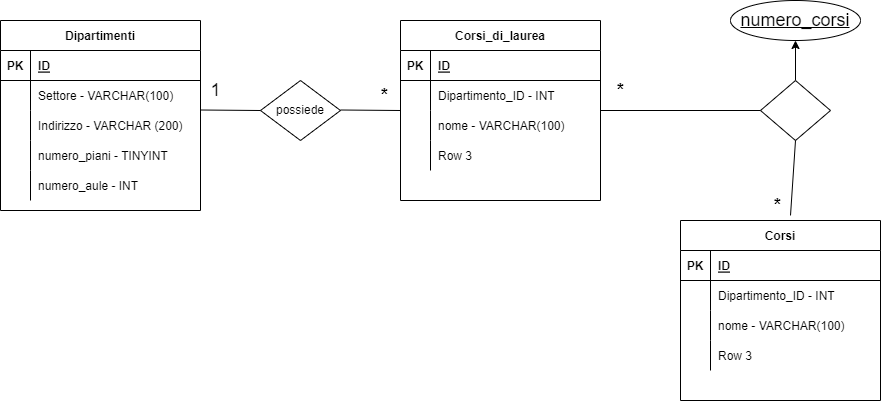 Dipartimenti
PK ID
Settore - VARCHAR(100)
Indirizzo - VARCHAR (200)
numero_piani - TINYINT
numero_aule - INT
1
possiede
*
Corsi_di_laurea
PK ID
Dipartimento_ID - INT
nome - VARCHAR(100)
Row 3
*
numero_corsi
*
Corsi
PK ID
Dipartimento_ID - INT
nome - VARCHAR(100)
Row 3